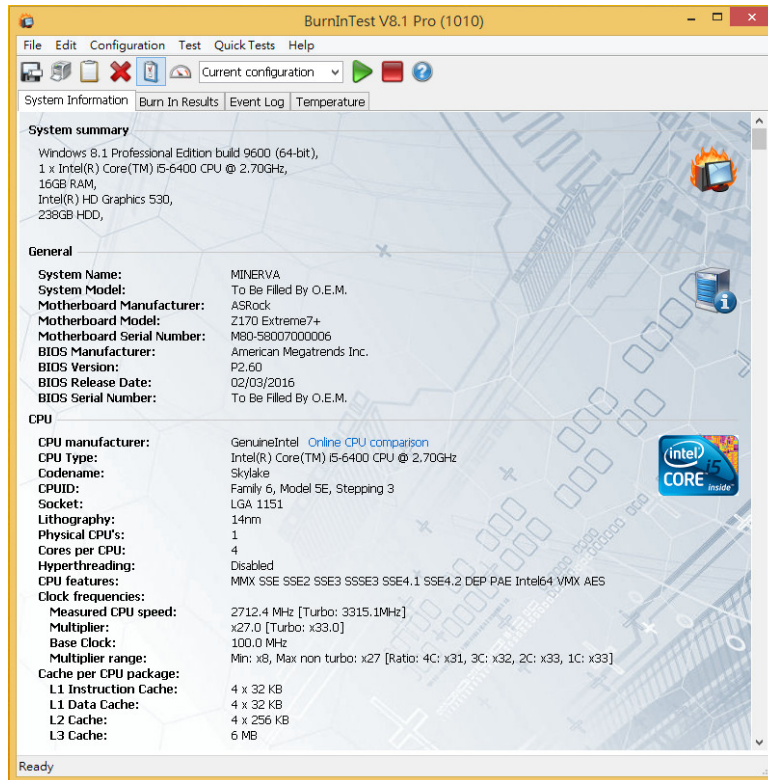 BurnInTest V8.1 Pro (1010)
File Edit Configuration Test Quick Tests Help
Current configuration
System Information Burn In Results Event Log Temperature
System summary
Windows 8.1 Professional Edition build 9600 (64-bit),
1 x Intel(R) Core(TM) i5-6400 CPU @ 2.70GHz,
16GB RAM,
Intel(R) HD Graphics 530,
238GB HDD,
General
System Name: MINERVA
System Model: To Be Filled By O.E.M.
Motherboard Manufacturer: ASRock
Motherboard Model: Z170 Extreme7+
Motherboard Serial Number: M80-58007000006
BIOS Manufacturer: American Megatrends Inc.
BIOS Version: P2.60
BIOS Release Date: 02/03/2016
BIOS Serial Number: To Be Filled By O.E.M.
CPU
CPU manufacturer: GenuineIntel Online CPU comparison
CPU Type: Intel(R) Core(TM) i5-6400 CPU @ 2.70GHz
Codename: Skylake
CPUID: Family 6, Model 5E, Stepping 3
Socket: LGA 1151
Lithography: 14nm
Physical CPU's: 1
Cores per CPU: 4
Hyperthreading: Disabled
CPU features: MMX SSE SSE2 SSE3 SSSE3 SSE4.1 SSE4.2 DEP PAE Intel64 VMX AES
Clock frequencies:
Measured CPU speed: 2712.4 MHz [Turbo: 3315.1MHz]
Multiplier: x27.0 [Turbo: x33.0]
Base Clock: 100.0 MHz
Multiplier range: Min: x8, Max non turbo: x27 [Ratio: 4C: x31, 3C: x32, 2C: x33, 1C: x33]
Cache per CPU package:
L1 Instruction Cache: 4 x 32 KB
L1 Data Cache: 4 x 32 KB
L2 Cache: 4 x 256 KB
L3 Cache: 6 MB
intel
CORE i5
inside
Ready